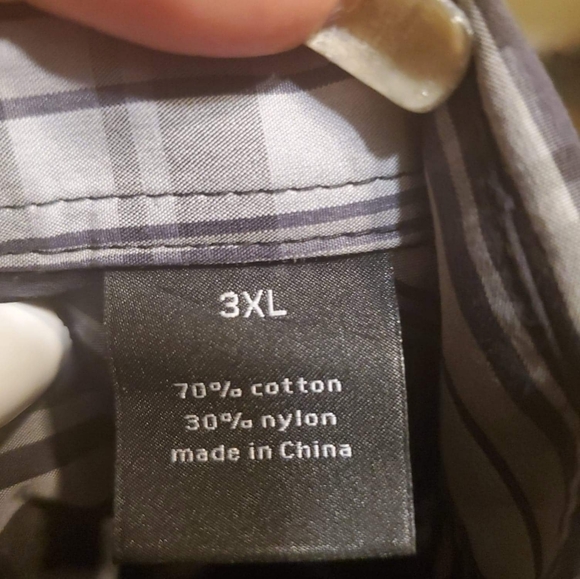 3XL
70% cotton
30% nylon
made in China